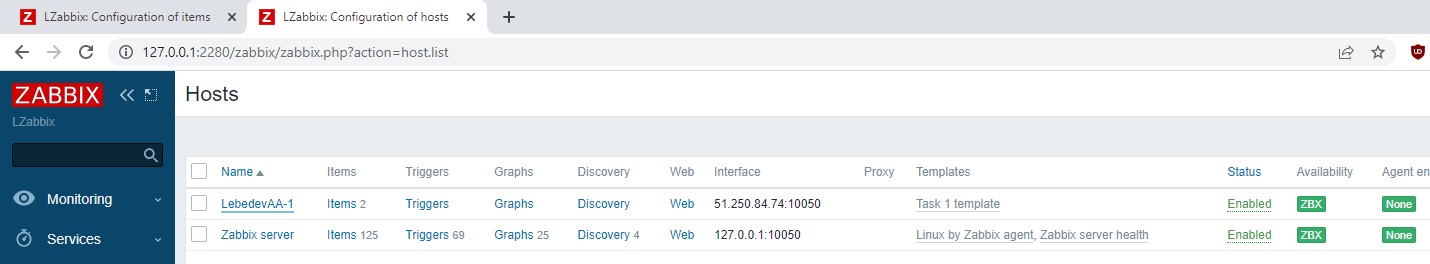 LZabbix: Configuration of items
LZabbix: Configuration of hosts
127.0.0.1:2280/zabbix/zabbix.php?action=host.list
ZABBIX
LZabbix
Monitoring
Services
Hosts
Name Items Triggers Graphs Discovery Web Interface Proxy Templates Status Availability Agent en
LebedevAA-1 Items 2 Triggers Graphs Discovery Web 51.250.84.74:10050 Task 1 template Enabled ZBX None
Zabbix server Items 125 Triggers 69 Graphs 25 Discovery 4 Web 127.0.0.1:10050 Linux by Zabbix agent, Zabbix server health Enabled ZBX None